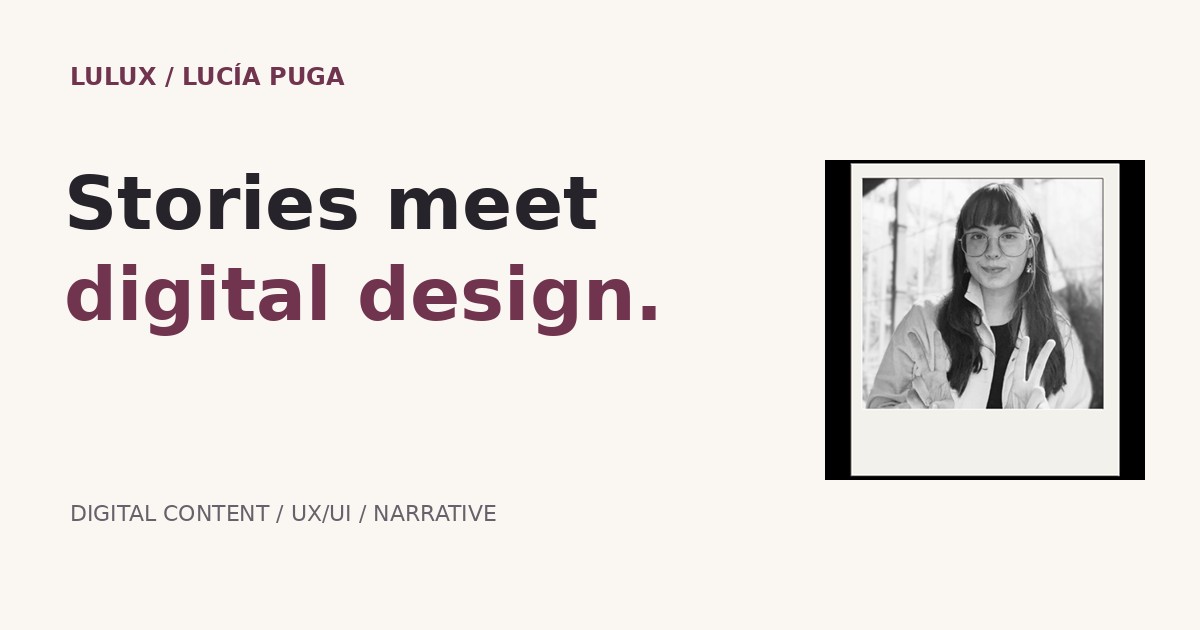 LULUX / LUCÍA PUGA
Stories meet
digital design.
DIGITAL CONTENT / UX/UI / NARRATIVE